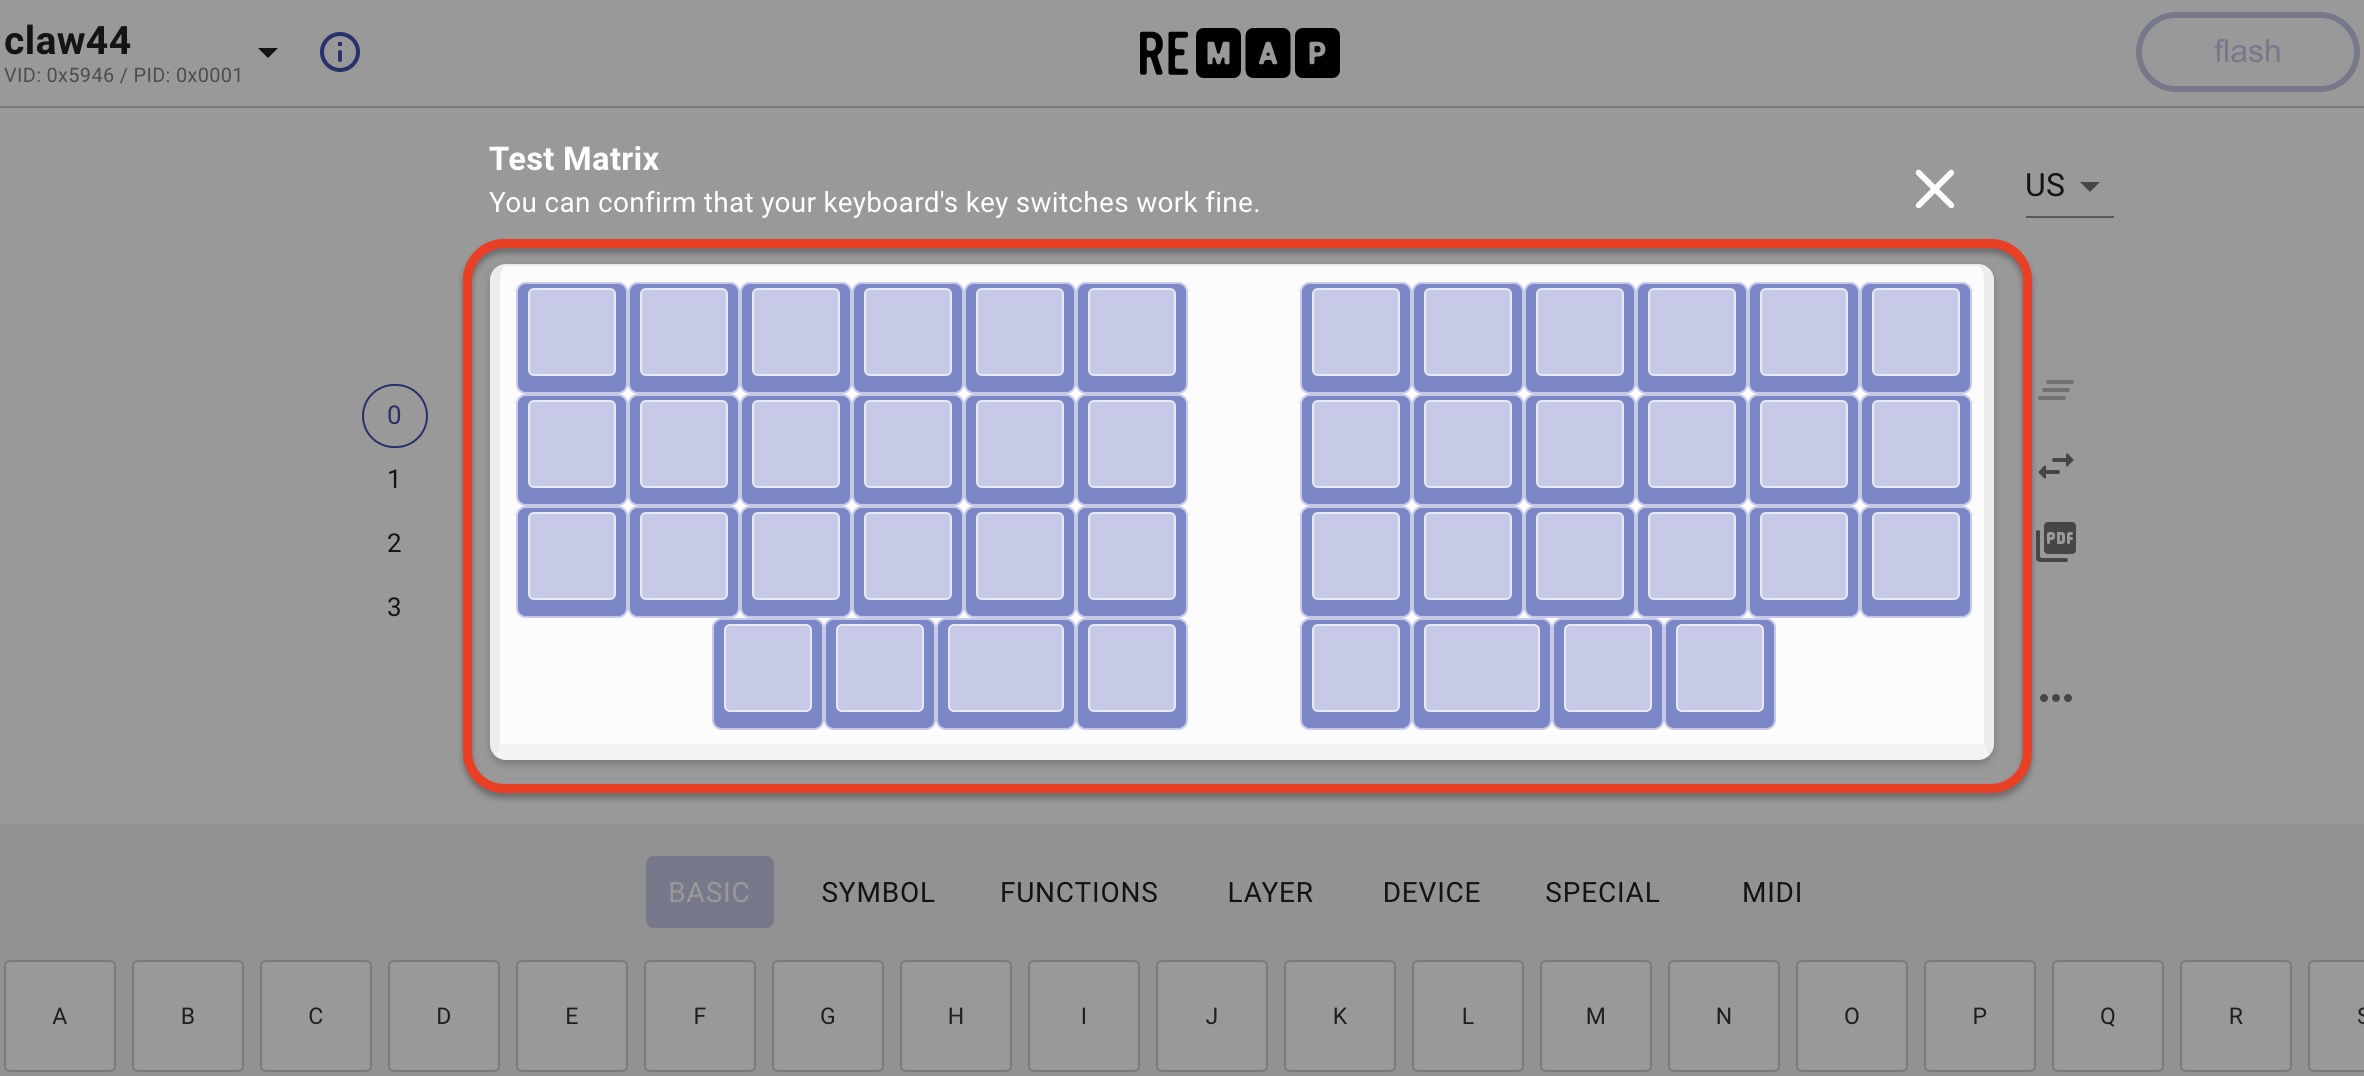 claw44
VID: 0x5946 / PID: 0x0001
REMAP
flash
Test Matrix
You can confirm that your keyboard's key switches work fine.
US
0
1
2
3
PDF
BASIC SYMBOL FUNCTIONS LAYER DEVICE SPECIAL MIDI
A B C D E F G H I J K L M N O P Q R